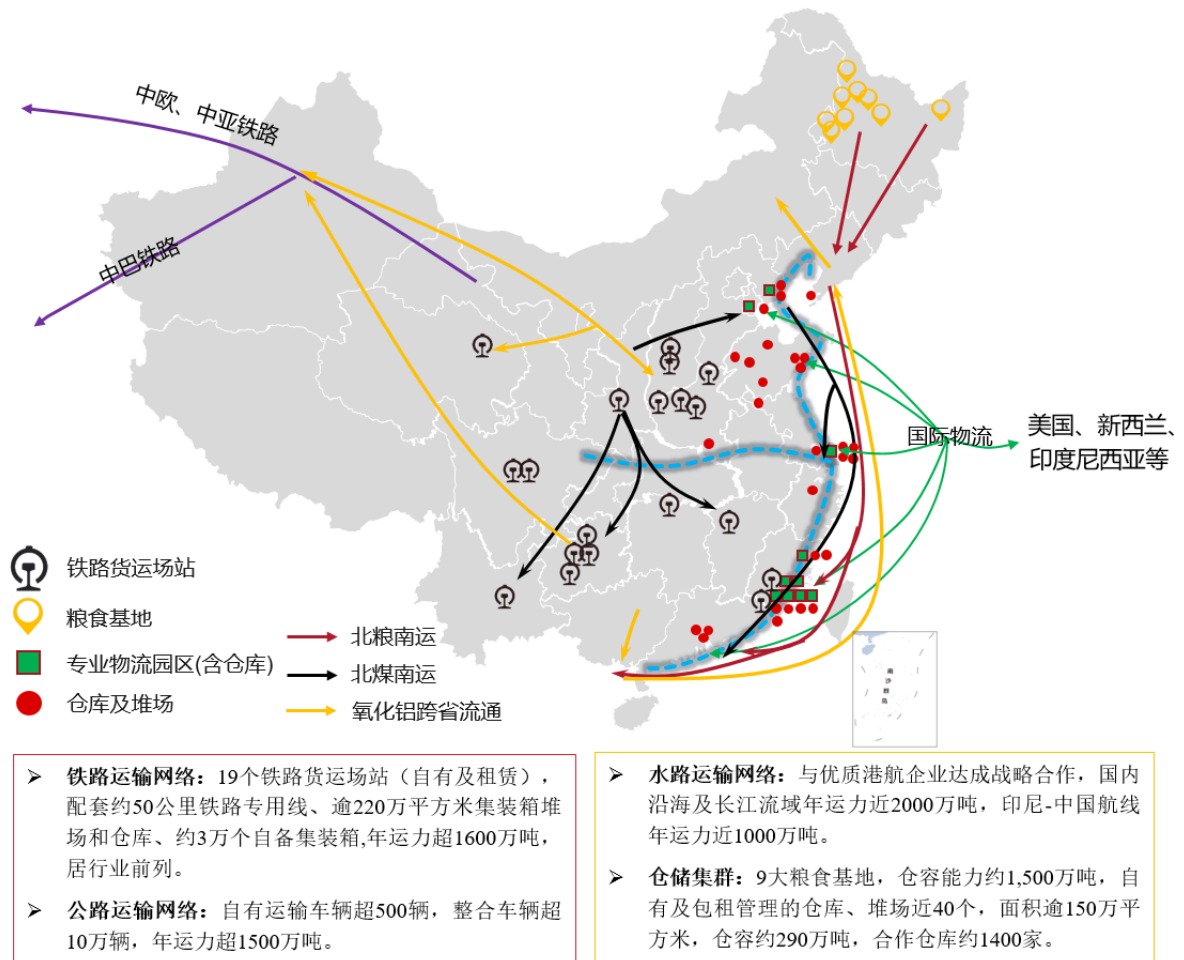 中欧、中亚铁路
中巴铁路
国际物流
美国、新西兰、
印度尼西亚等
铁路货运场站
粮食基地
专业物流园区(含仓库)
仓库及堆场
北粮南运
北煤南运
氧化铝跨省流通
南沙群岛
➢ 铁路运输网络：19个铁路货运场站（自有及租赁），
配套约50公里铁路专用线、逾220万平方米集装箱堆
场和仓库、约3万个自备集装箱,年运力超1600万吨，
居行业前列。
➢ 公路运输网络：自有运输车辆超500辆，整合车辆超
10万辆，年运力超1500万吨。
➢ 水路运输网络：与优质港航企业达成战略合作，国内
沿海及长江流域年运力近2000万吨，印尼-中国航线
年运力近1000万吨。
➢ 仓储集群：9大粮食基地，仓容能力约1,500万吨，自
有及包租管理的仓库、堆场近40个，面积逾150万平
方米，仓容约290万吨，合作仓库约1400家。